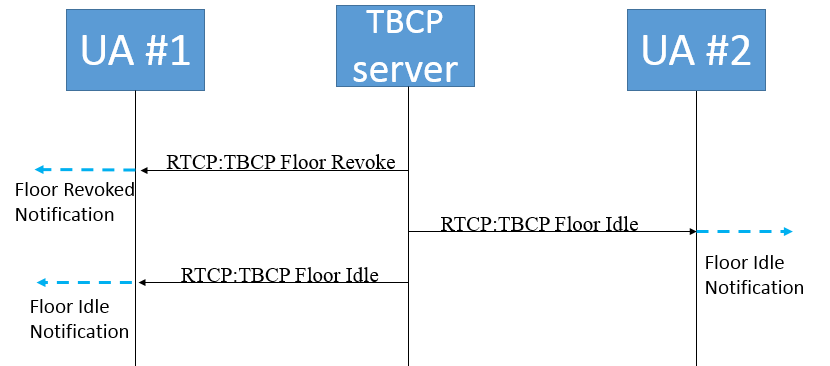 UA #1
TBCP
server
UA #2
RTCP:TBCP Floor Revoke
Floor Revoked
Notification
RTCP:TBCP Floor Idle
Floor Idle
Notification
RTCP:TBCP Floor Idle
Floor Idle
Notification